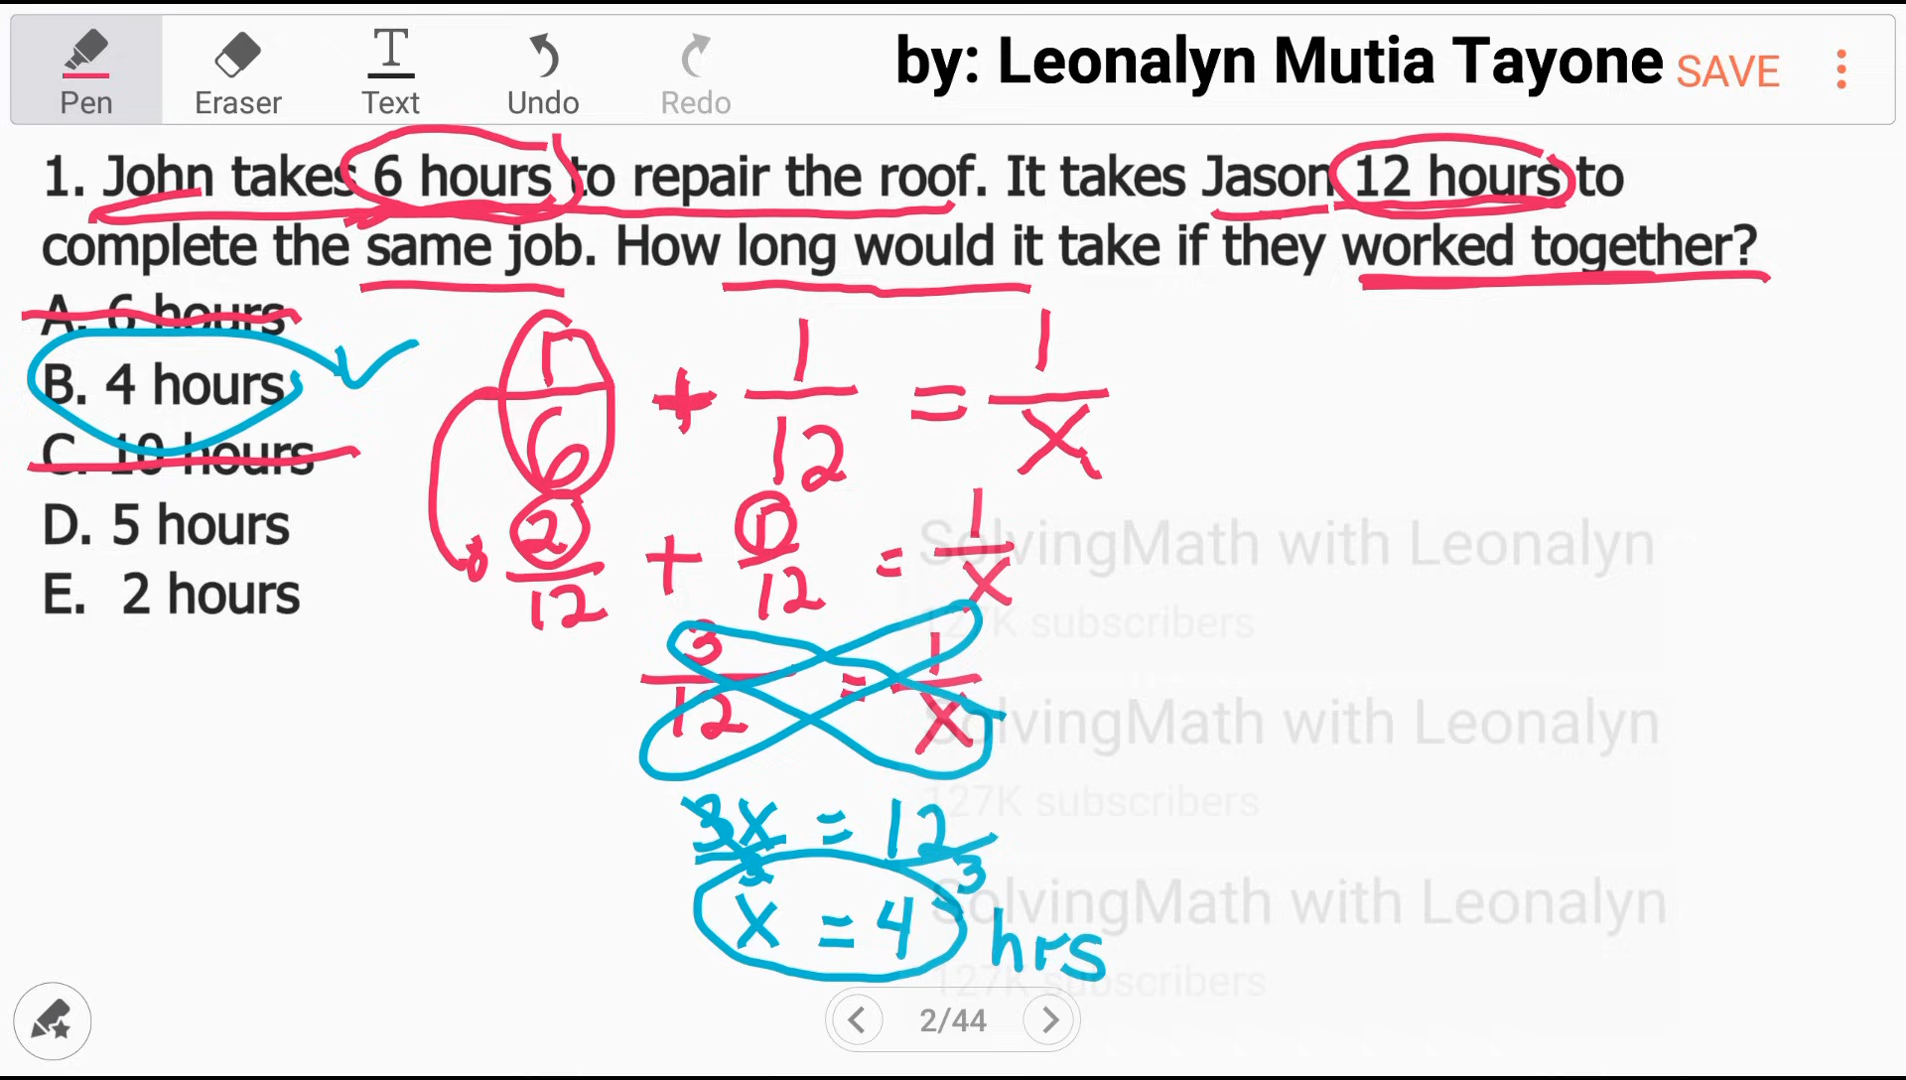 by: Leonalyn Mutia Tayone
SAVE
Pen
Eraser
Text
Undo
Redo
1. John takes 6 hours to repair the roof. It takes Jason 12 hours to
complete the same job. How long would it take if they worked together?
A. 6 hours
B. 4 hours
C. 10 hours
D. 5 hours
E. 2 hours
1/6 + 1/12 = 1/x
2/12 + 1/12 = 1/x
3/12 = 1/x
3x/3 = 12/3
x = 4 hrs
SolvingMath with Leonalyn
127K subscribers
SolvingMath with Leonalyn
127K subscribers
SolvingMath with Leonalyn
127K subscribers
2/44